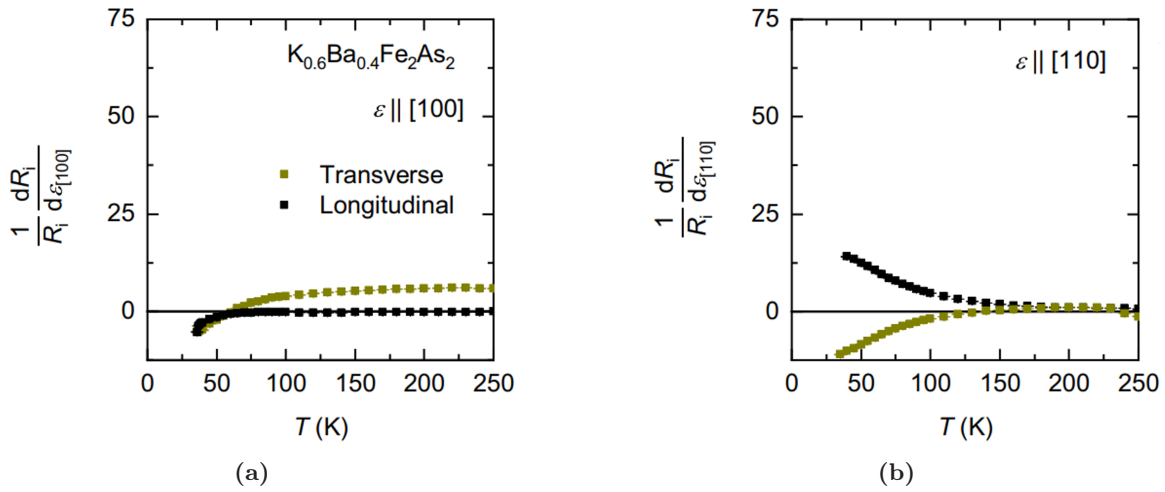 75
50
25
0
K0.6Ba0.4Fe2As2
ε || [100]
Transverse
Longitudinal
1 dRi
Ri dε[100]
0 50 100 150 200 250
T (K)
(a)
75
50
25
0
ε || [110]
1 dRi
Ri dε[110]
0 50 100 150 200 250
T (K)
(b)